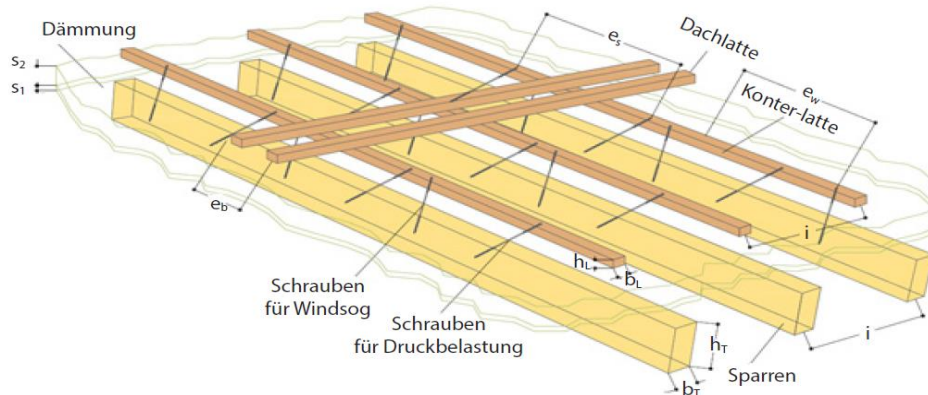 Dämmung
s2
s1
es
Dachlatte
ew
Konter-latte
eb
i
hL
bL
Schrauben
für Windsog
Schrauben
für Druckbelastung
hT
bT
Sparren
i